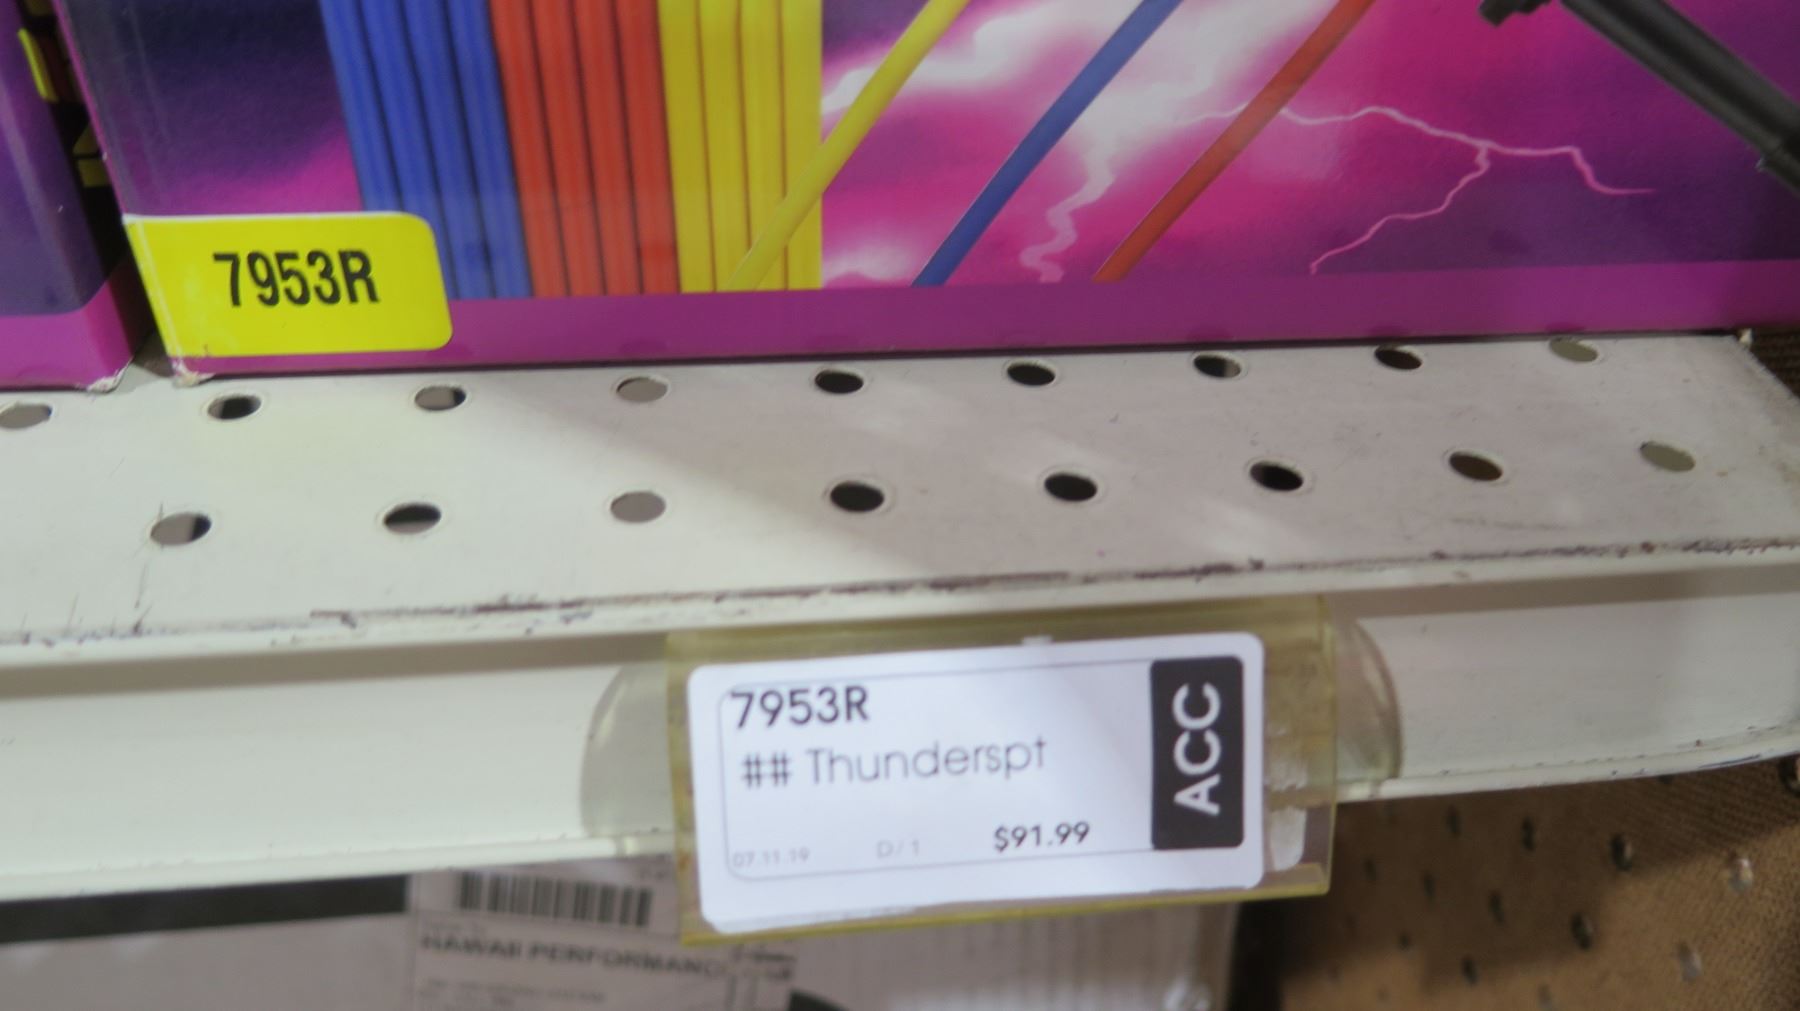 7953R
7953R
## Thunderspt
ACC
07.11.19 D/1 $91.99
HAWAII PERFORMANC